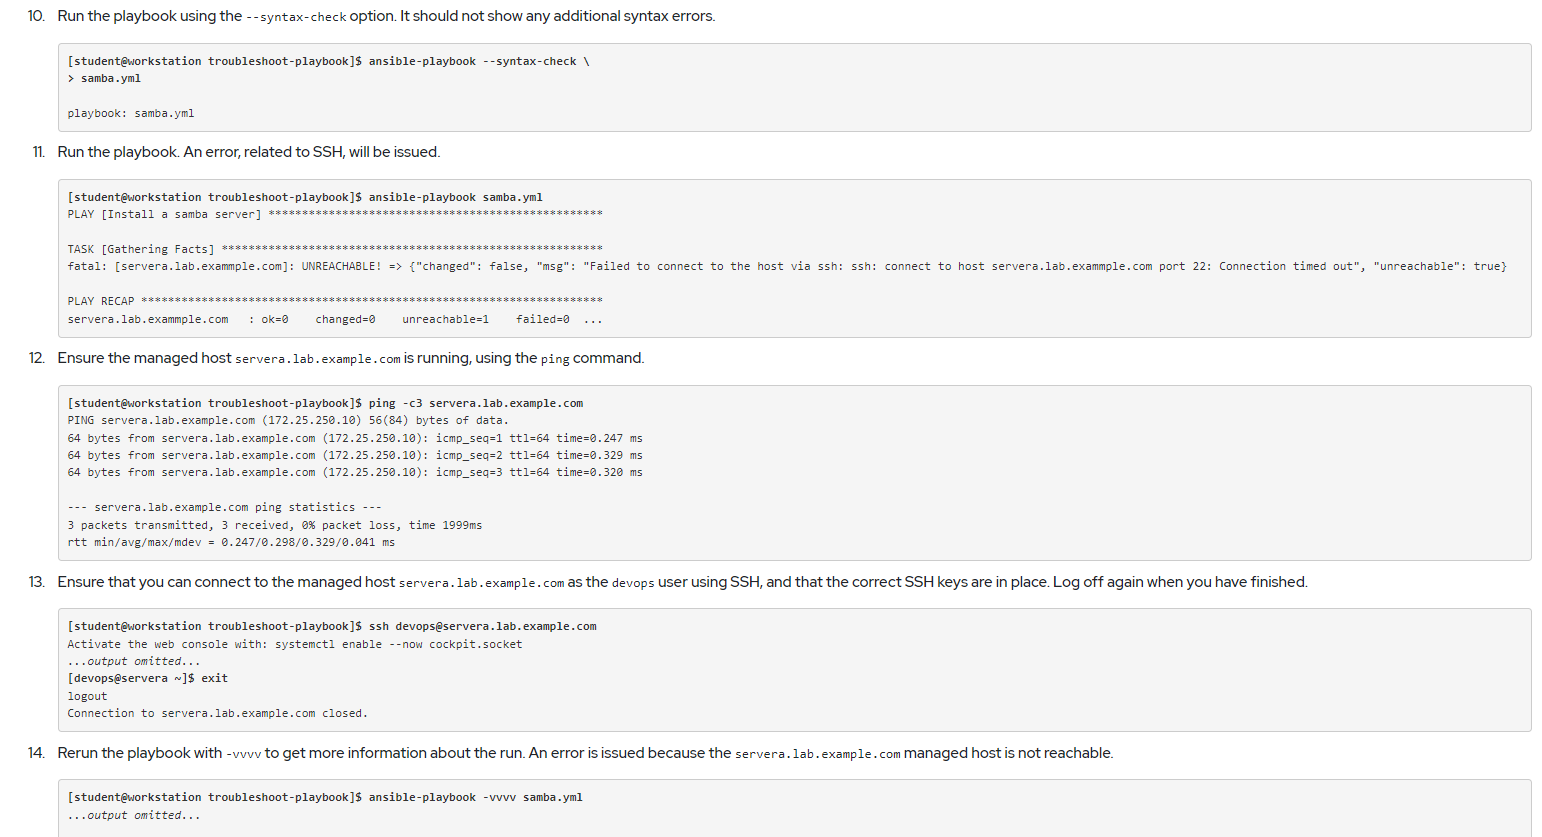 10. Run the playbook using the --syntax-check option. It should not show any additional syntax errors.
[student@workstation troubleshoot-playbook]$ ansible-playbook --syntax-check \
> samba.yml
playbook: samba.yml
11. Run the playbook. An error, related to SSH, will be issued.
[student@workstation troubleshoot-playbook]$ ansible-playbook samba.yml
PLAY [Install a samba server] **************************************************
TASK [Gathering Facts] *********************************************************
fatal: [servera.lab.exammple.com]: UNREACHABLE! => {"changed": false, "msg": "Failed to connect to the host via ssh: ssh: connect to host servera.lab.exammple.com port 22: Connection timed out", "unreachable": true}
PLAY RECAP *********************************************************************
servera.lab.exammple.com   : ok=0    changed=0    unreachable=1    failed=0  ...
12. Ensure the managed host servera.lab.example.com is running, using the ping command.
[student@workstation troubleshoot-playbook]$ ping -c3 servera.lab.example.com
PING servera.lab.example.com (172.25.250.10) 56(84) bytes of data.
64 bytes from servera.lab.example.com (172.25.250.10): icmp_seq=1 ttl=64 time=0.247 ms
64 bytes from servera.lab.example.com (172.25.250.10): icmp_seq=2 ttl=64 time=0.329 ms
64 bytes from servera.lab.example.com (172.25.250.10): icmp_seq=3 ttl=64 time=0.320 ms
--- servera.lab.example.com ping statistics ---
3 packets transmitted, 3 received, 0% packet loss, time 1999ms
rtt min/avg/max/mdev = 0.247/0.298/0.329/0.041 ms
13. Ensure that you can connect to the managed host servera.lab.example.com as the devops user using SSH, and that the correct SSH keys are in place. Log off again when you have finished.
[student@workstation troubleshoot-playbook]$ ssh devops@servera.lab.example.com
Activate the web console with: systemctl enable --now cockpit.socket
...output omitted...
[devops@servera ~]$ exit
logout
Connection to servera.lab.example.com closed.
14. Rerun the playbook with -vvvv to get more information about the run. An error is issued because the servera.lab.example.com managed host is not reachable.
[student@workstation troubleshoot-playbook]$ ansible-playbook -vvvv samba.yml
...output omitted...